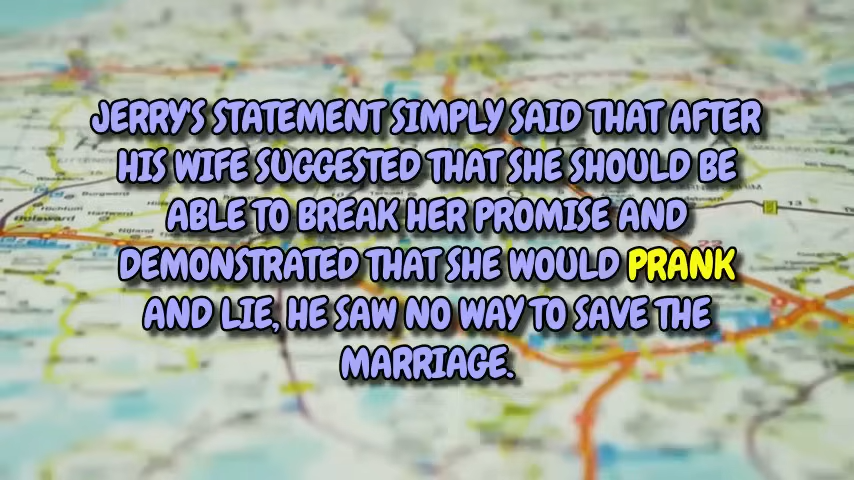 JERRY'S STATEMENT SIMPLY SAID THAT AFTER
HIS WIFE SUGGESTED THAT SHE SHOULD BE
ABLE TO BREAK HER PROMISE AND
DEMONSTRATED THAT SHE WOULD PRANK
AND LIE, HE SAW NO WAY TO SAVE THE
MARRIAGE.